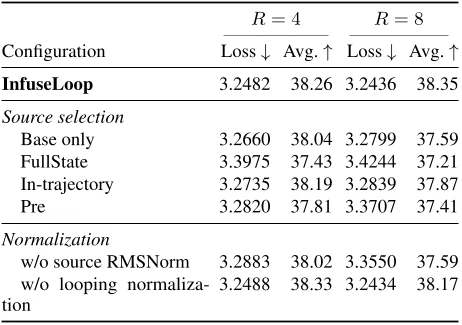 R = 4 R = 8
Configuration Loss ↓ Avg. ↑ Loss ↓ Avg. ↑
InfuseLoop 3.2482 38.26 3.2436 38.35
Source selection
Base only 3.2660 38.04 3.2799 37.59
FullState 3.3975 37.43 3.4244 37.21
In-trajectory 3.2735 38.19 3.2839 37.87
Pre 3.2820 37.81 3.3707 37.41
Normalization
w/o source RMSNorm 3.2883 38.02 3.3550 37.59
w/o looping normaliza- 3.2488 38.33 3.2434 38.17
tion